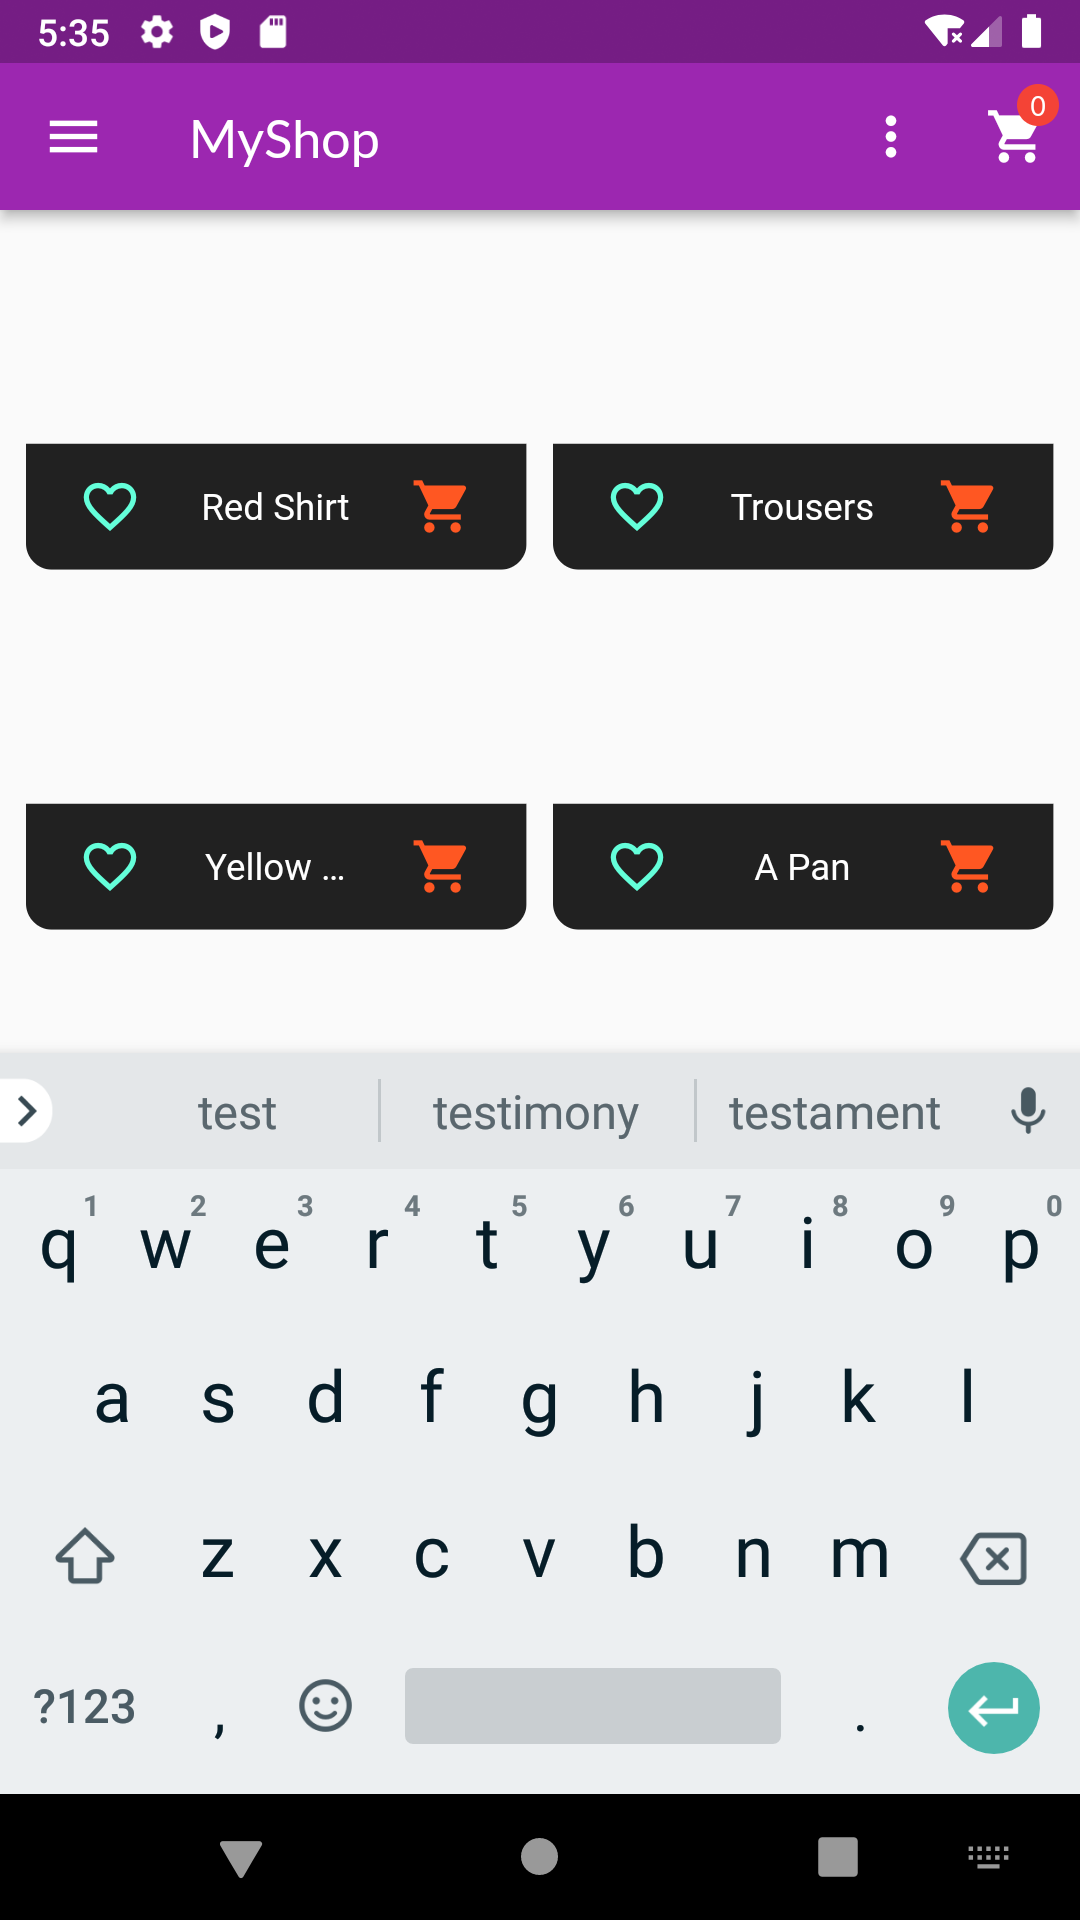 5:35
MyShop
0
Red Shirt
Trousers
Yellow ...
A Pan
test testimony testament
1 2 3 4 5 6 7 8 9 0
q w e r t y u i o p
a s d f g h j k l
z x c v b n m
?123 , .